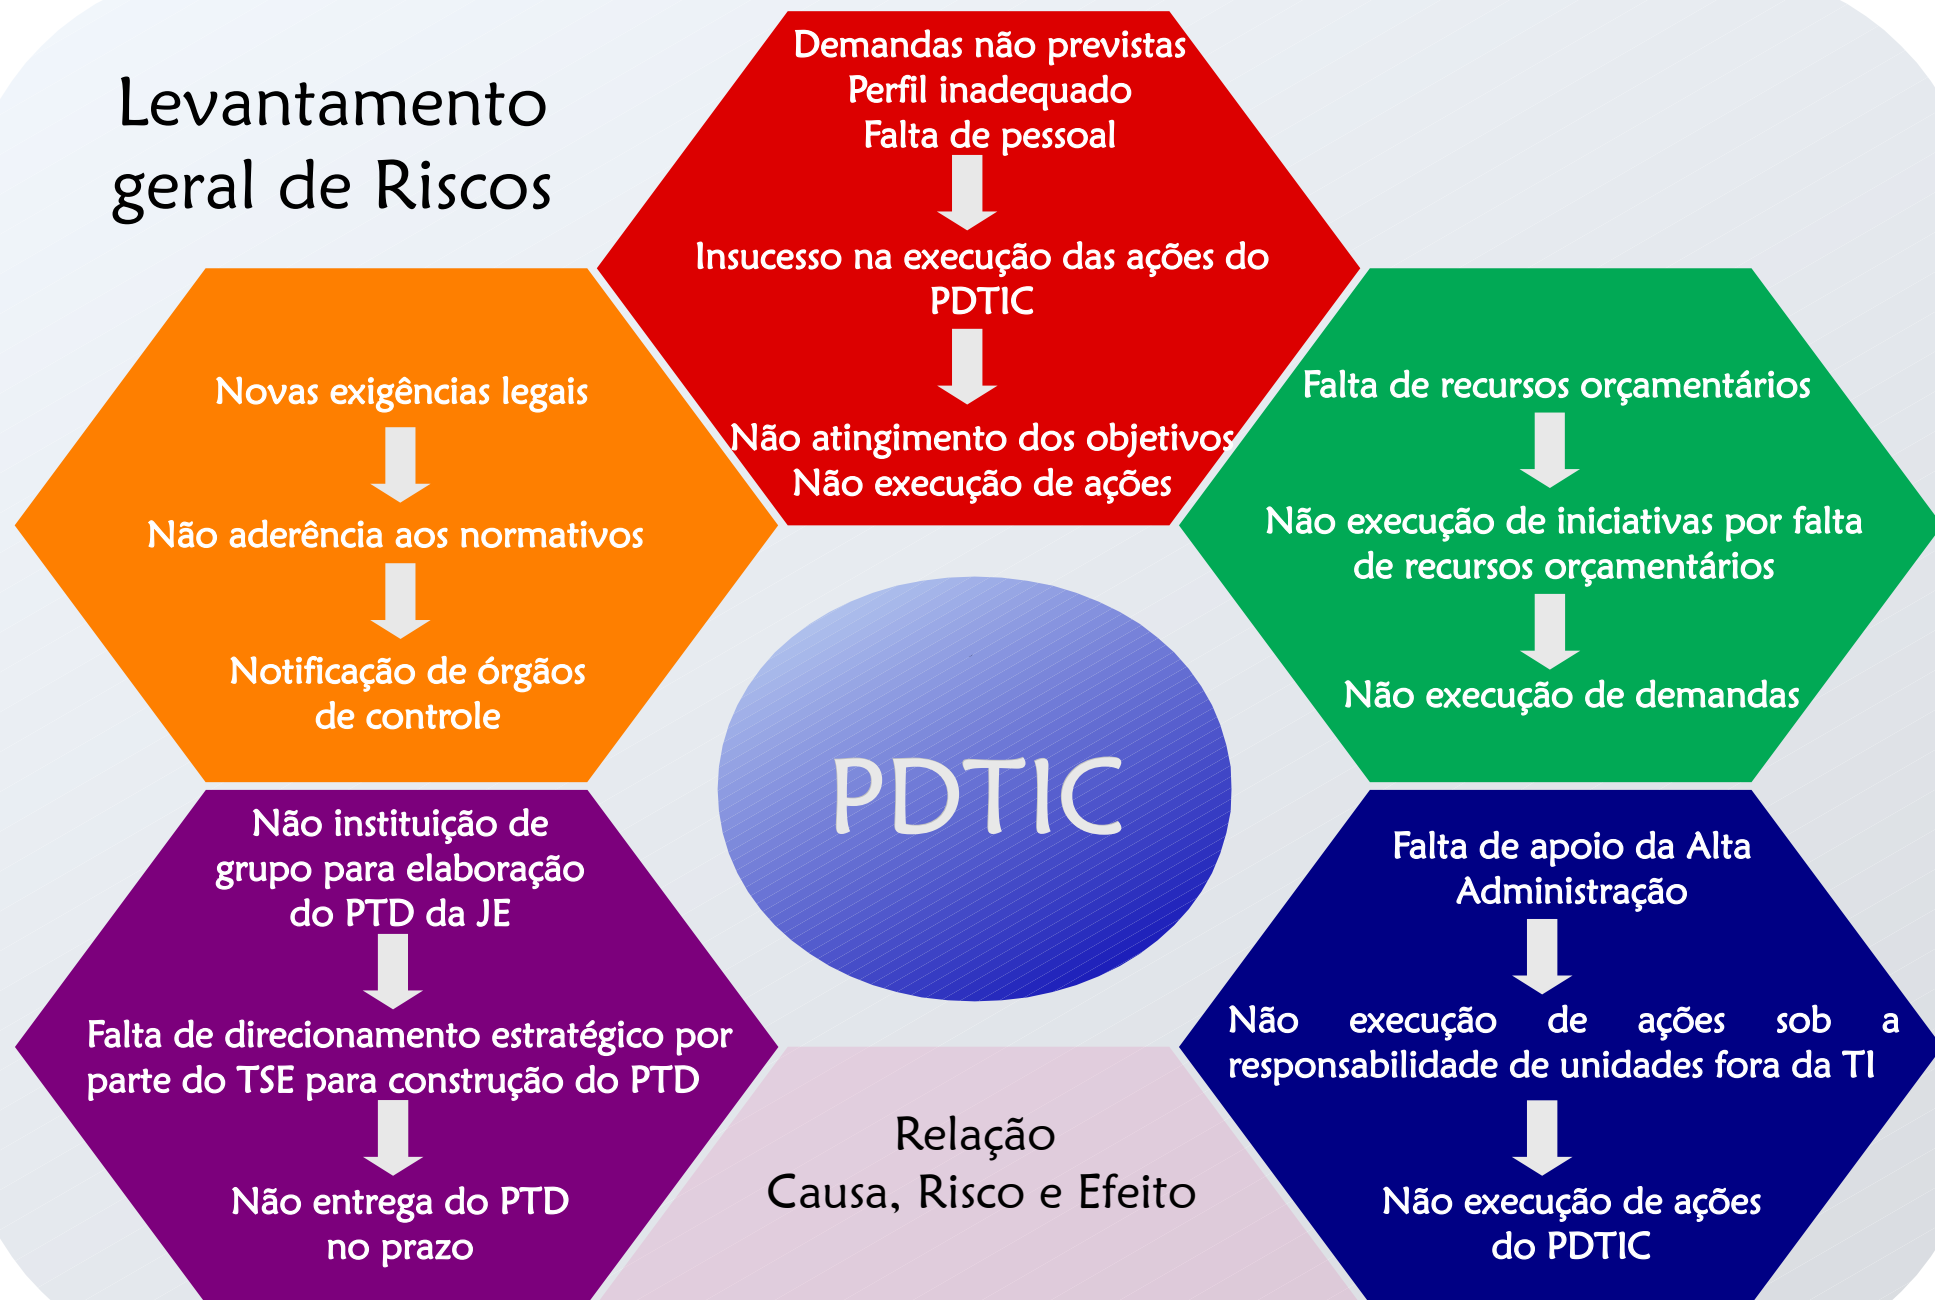 Levantamento
geral de Riscos
Demandas não previstas
Perfil inadequado
Falta de pessoal
Insucesso na execução das ações do
PDTIC
Não atingimento dos objetivos
Não execução de ações
Novas exigências legais
Não aderência aos normativos
Notificação de órgãos
de controle
Falta de recursos orçamentários
Não execução de iniciativas por falta
de recursos orçamentários
Não execução de demandas
PDTIC
Não instituição de
grupo para elaboração
do PTD da JE
Falta de direcionamento estratégico por
parte do TSE para construção do PTD
Não entrega do PTD
no prazo
Falta de apoio da Alta
Administração
Não execução de ações sob a
responsabilidade de unidades fora da TI
Não execução de ações
do PDTIC
Relação
Causa, Risco e Efeito